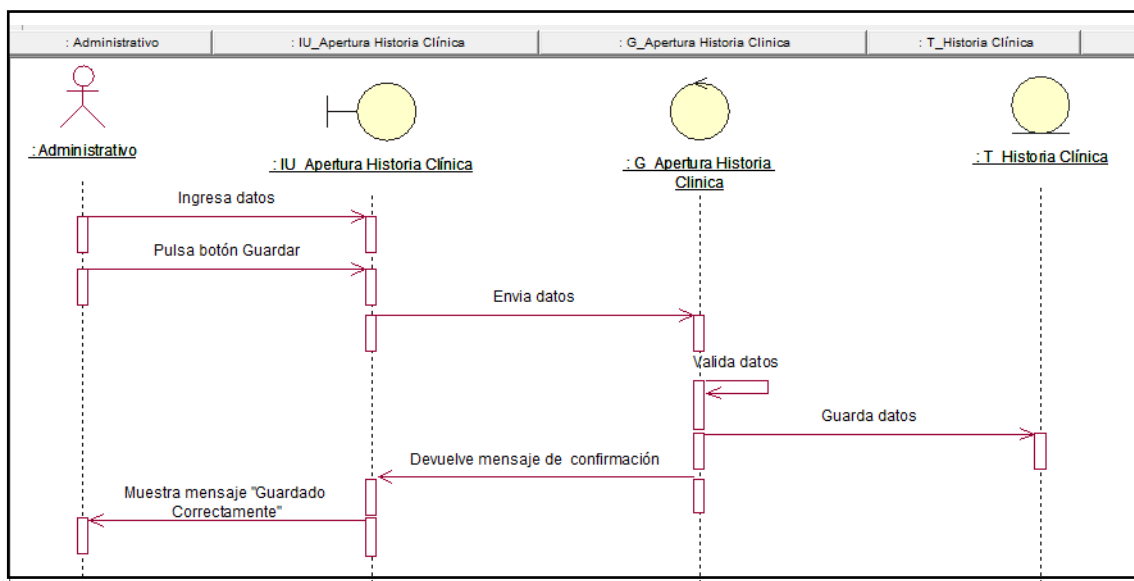 : Administrativo
: IU_Apertura Historia Clínica
: G_Apertura Historia Clinica
: T_Historia Clínica
: Administrativo
: IU_Apertura Historia Clínica
: G_Apertura Historia
Clinica
: T_Historia Clínica
Ingresa datos
Pulsa botón Guardar
Envia datos
Valida datos
Guarda datos
Devuelve mensaje de confirmación
Muestra mensaje "Guardado
Correctamente"